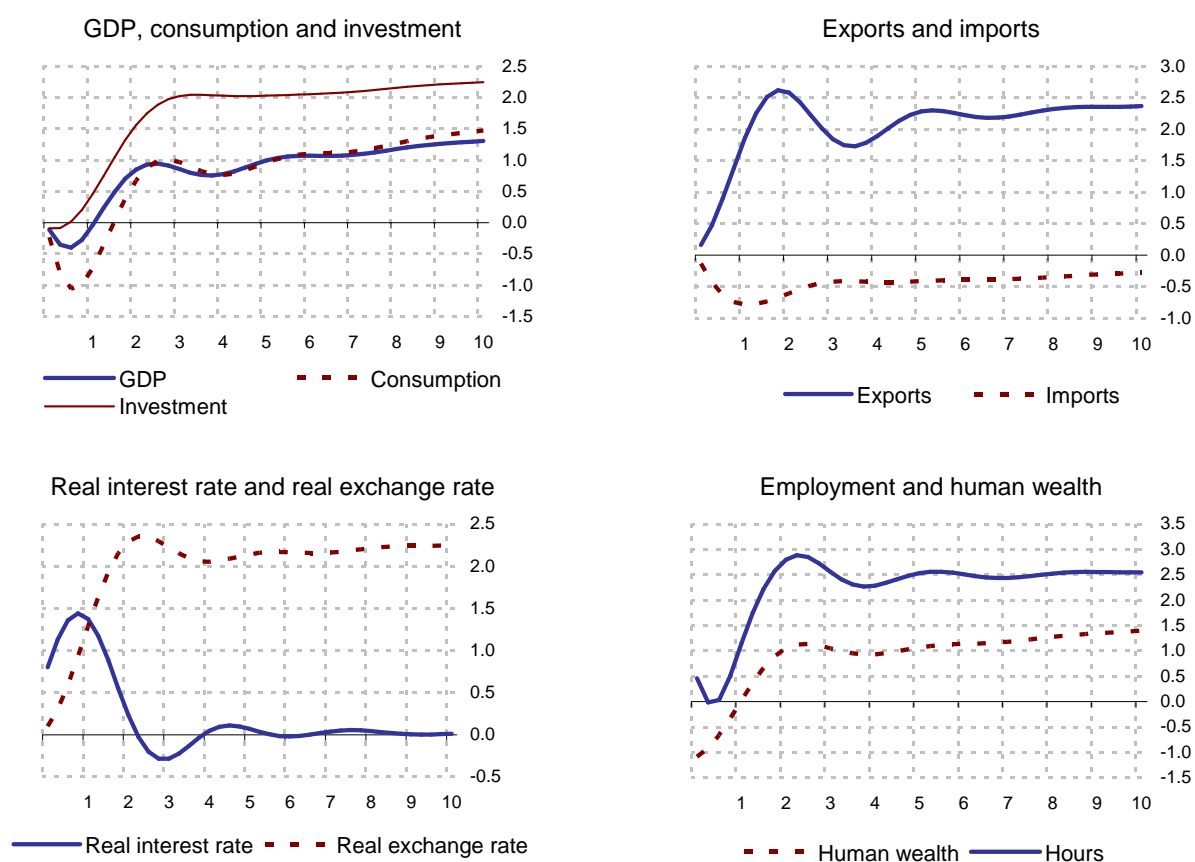 GDP, consumption and investment
2.5
2.0
1.5
1.0
0.5
0.0
-0.5
-1.0
-1.5
1 2 3 4 5 6 7 8 9 10
GDP Consumption
Investment
Exports and imports
3.0
2.5
2.0
1.5
1.0
0.5
0.0
-0.5
-1.0
1 2 3 4 5 6 7 8 9 10
Exports Imports
Real interest rate and real exchange rate
2.5
2.0
1.5
1.0
0.5
0.0
-0.5
1 2 3 4 5 6 7 8 9 10
Real interest rate Real exchange rate
Employment and human wealth
3.5
3.0
2.5
2.0
1.5
1.0
0.5
0.0
-0.5
-1.0
-1.5
1 2 3 4 5 6 7 8 9 10
Human wealth Hours